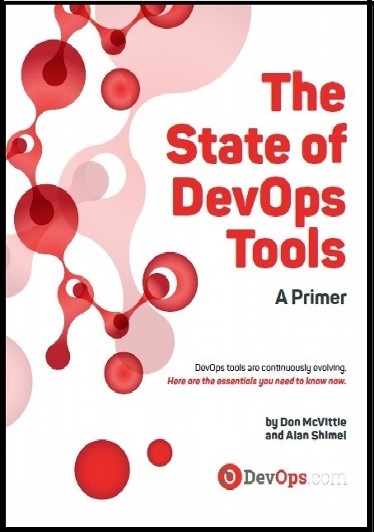 The
State of
DevOps
Tools
A Primer
DevOps tools are continuously evolving.
Here are the essentials you need to know now.
by Don McVittie
and Alan Shimel
DevOps.com